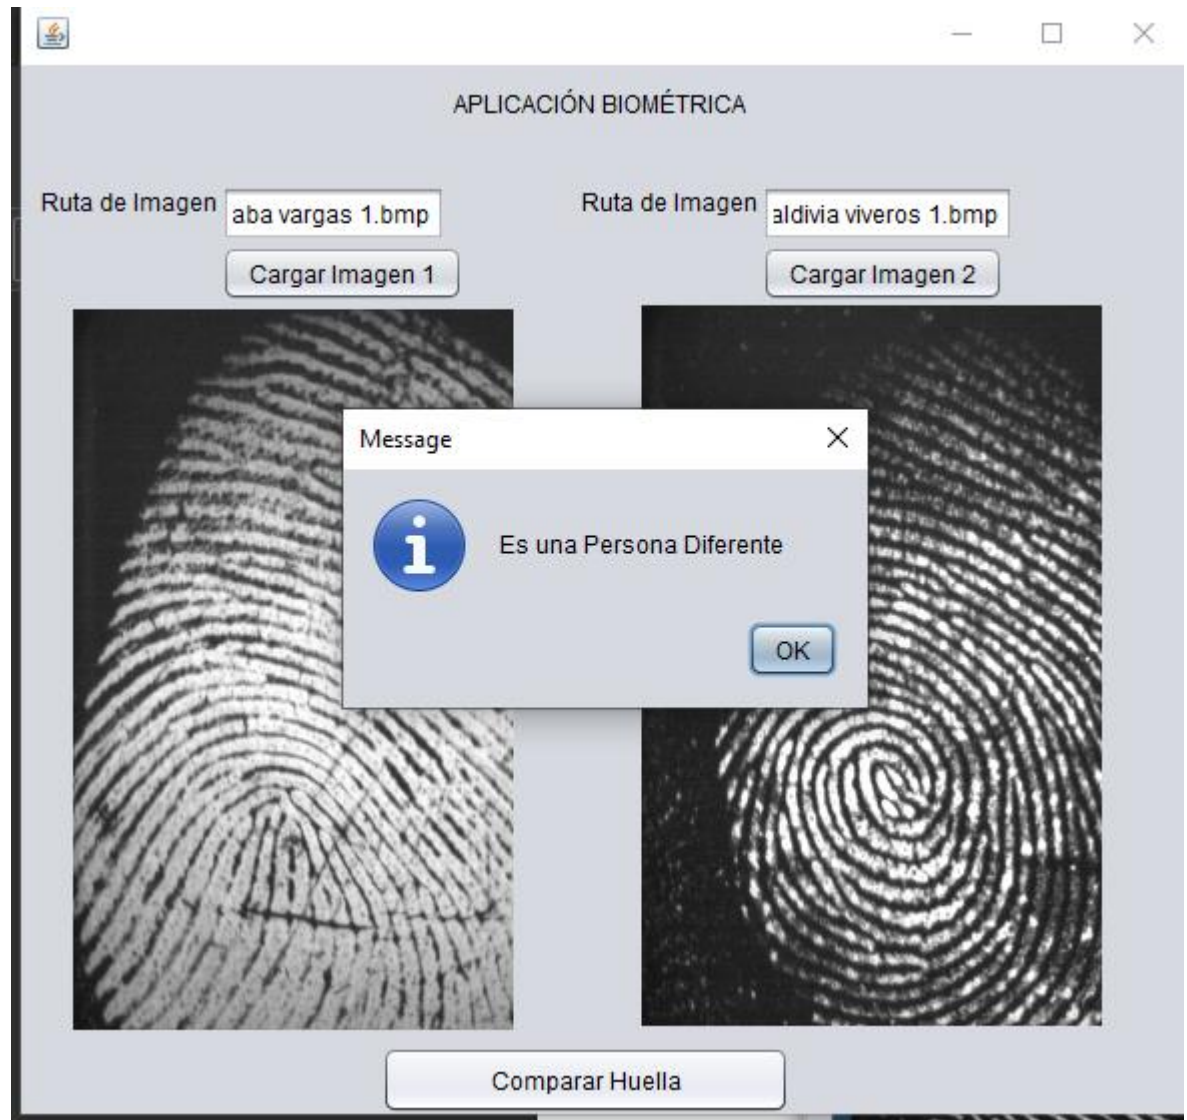 APLICACIÓN BIOMÉTRICA
Ruta de Imagen
aba vargas 1.bmp
Ruta de Imagen
aldivia viveros 1.bmp
Cargar Imagen 1
Cargar Imagen 2
Message
Es una Persona Diferente
OK
Comparar Huella